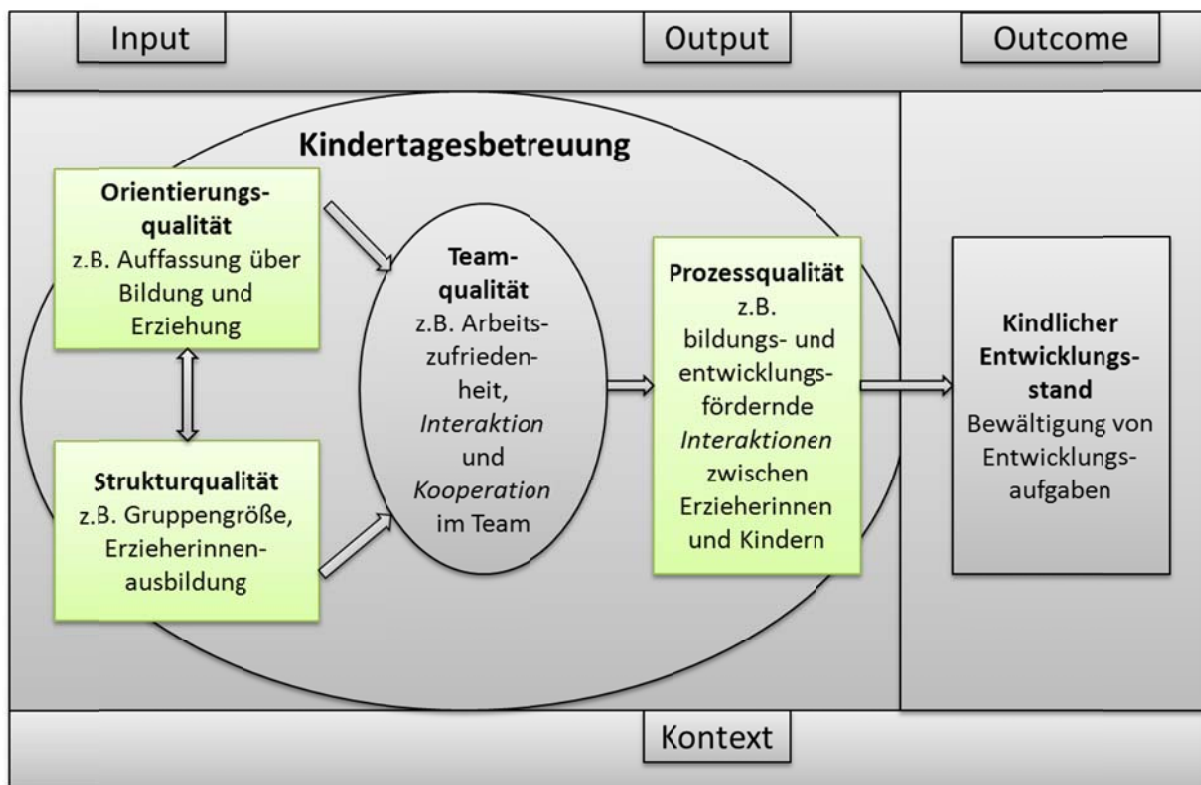 Input
Output
Outcome
Kindertagesbetreuung
Orientierungs-
qualität
z.B. Auffassung über
Bildung und
Erziehung
Strukturqualität
z.B. Gruppengröße,
Erzieherinnen-
ausbildung
Team-
qualität
z.B. Arbeits-
zufrieden-
heit,
Interaktion
und
Kooperation
im Team
Prozessqualität
z.B.
bildungs- und
entwicklungs-
fördernde
Interaktionen
zwischen
Erzieherinnen
und Kindern
Kindlicher
Entwicklungs-
stand
Bewältigung von
Entwicklungs-
aufgaben
Kontext